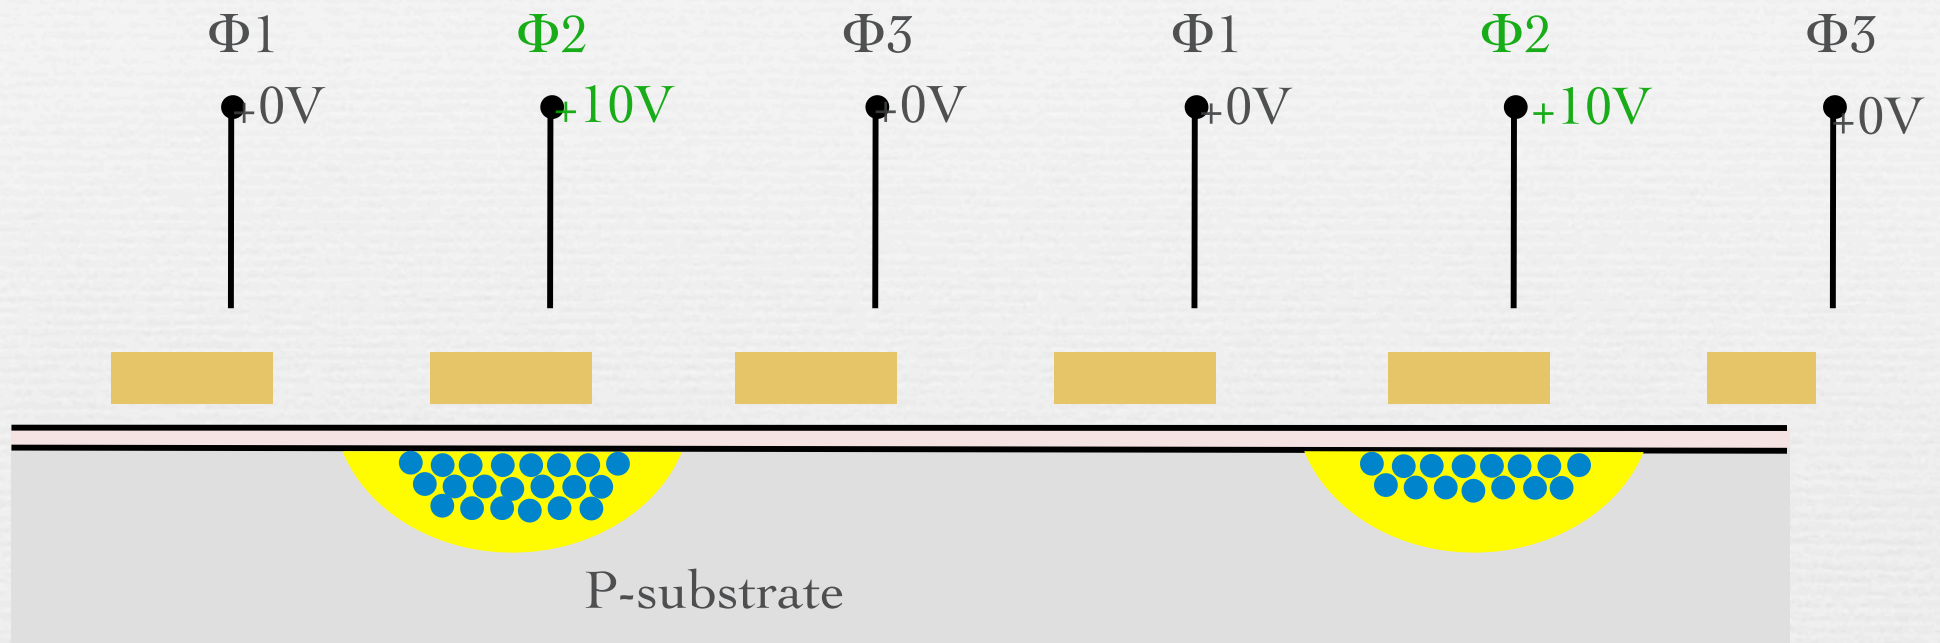 Φ1 Φ2 Φ3 Φ1 Φ2 Φ3
+0V +10V +0V +0V +10V +0V
P-substrate